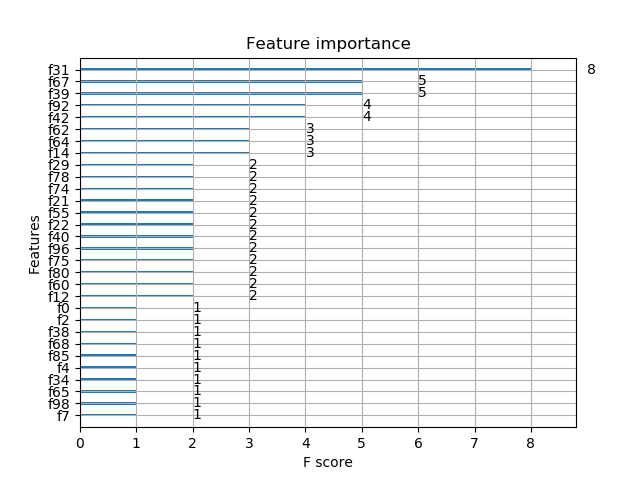 Feature importance
f31 8
f67 5
f39 5
f92 4
f42 4
f62 3
f64 3
f14 3
f29 2
f78 2
f74 2
f21 2
f55 2
f22 2
f40 2
f96 2
f75 2
f80 2
f60 2
f12 2
f0 1
f2 1
f38 1
f68 1
f85 1
f4 1
f34 1
f65 1
f98 1
f7 1
0 1 2 3 4 5 6 7 8
F score
Features